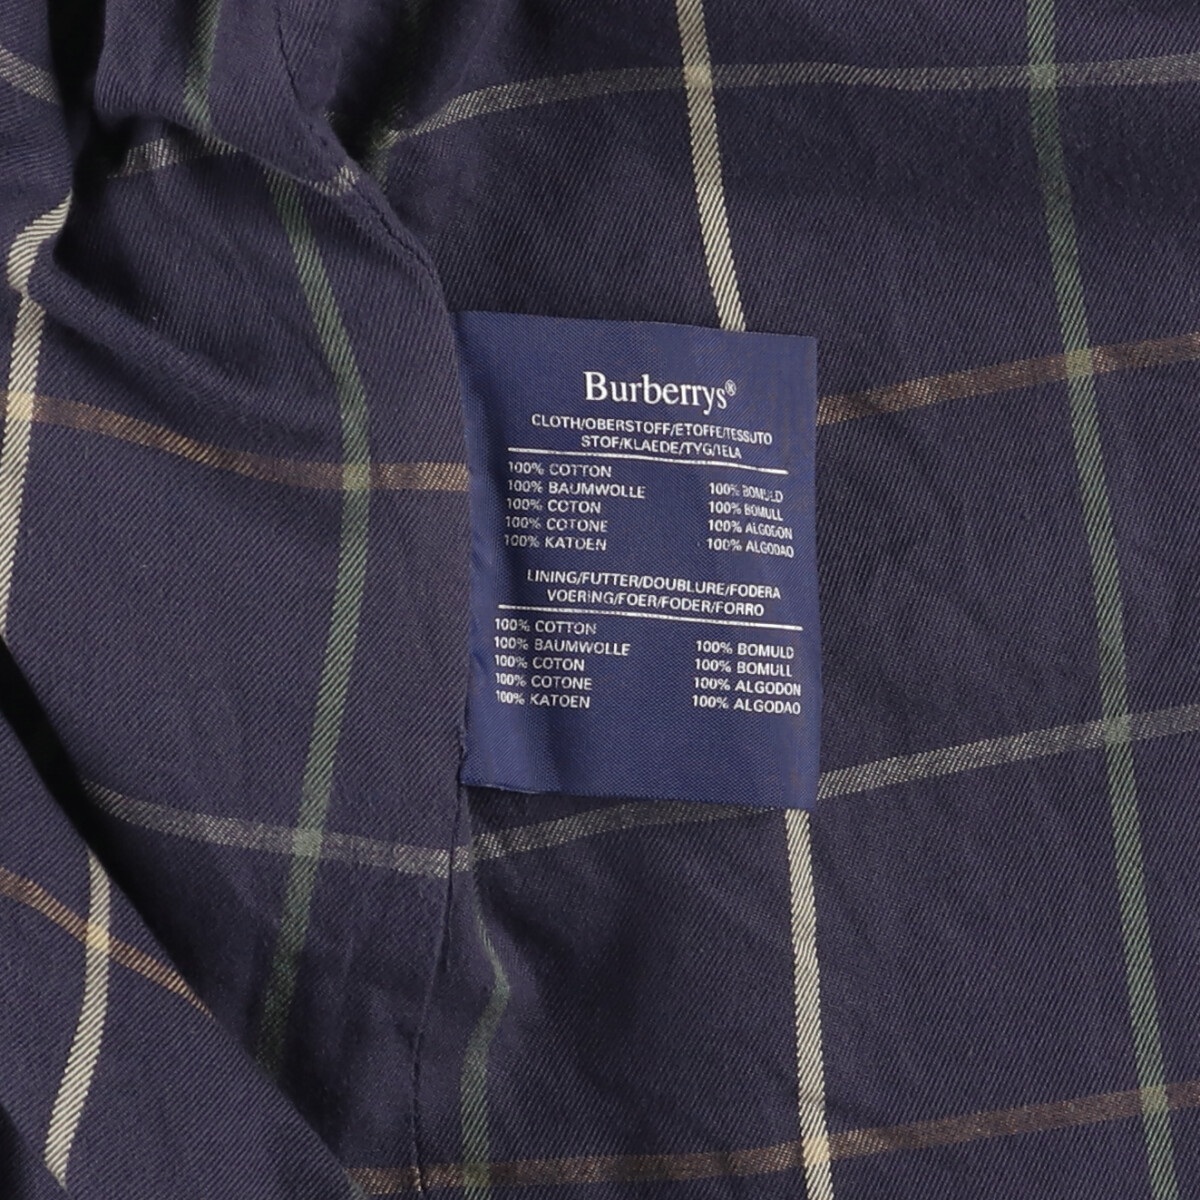 Burberrys®
CLOTH/OBERSTOFF/ETOFFE/TESSUTO
STOF/KLAEDE/TYG/TELA
100% COTTON
100% BAUMWOLLE 100% BOMULD
100% COTON 100% BOMULL
100% COTONE 100% ALGODON
100% KATOEN 100% ALGODAO
LINING/FUTTER/DOUBLURE/FODERA
VOERING/FOER/FODER/FORRO
100% COTTON
100% BAUMWOLLE 100% BOMULD
100% COTON 100% BOMULL
100% COTONE 100% ALGODON
100% KATOEN 100% ALGODAO